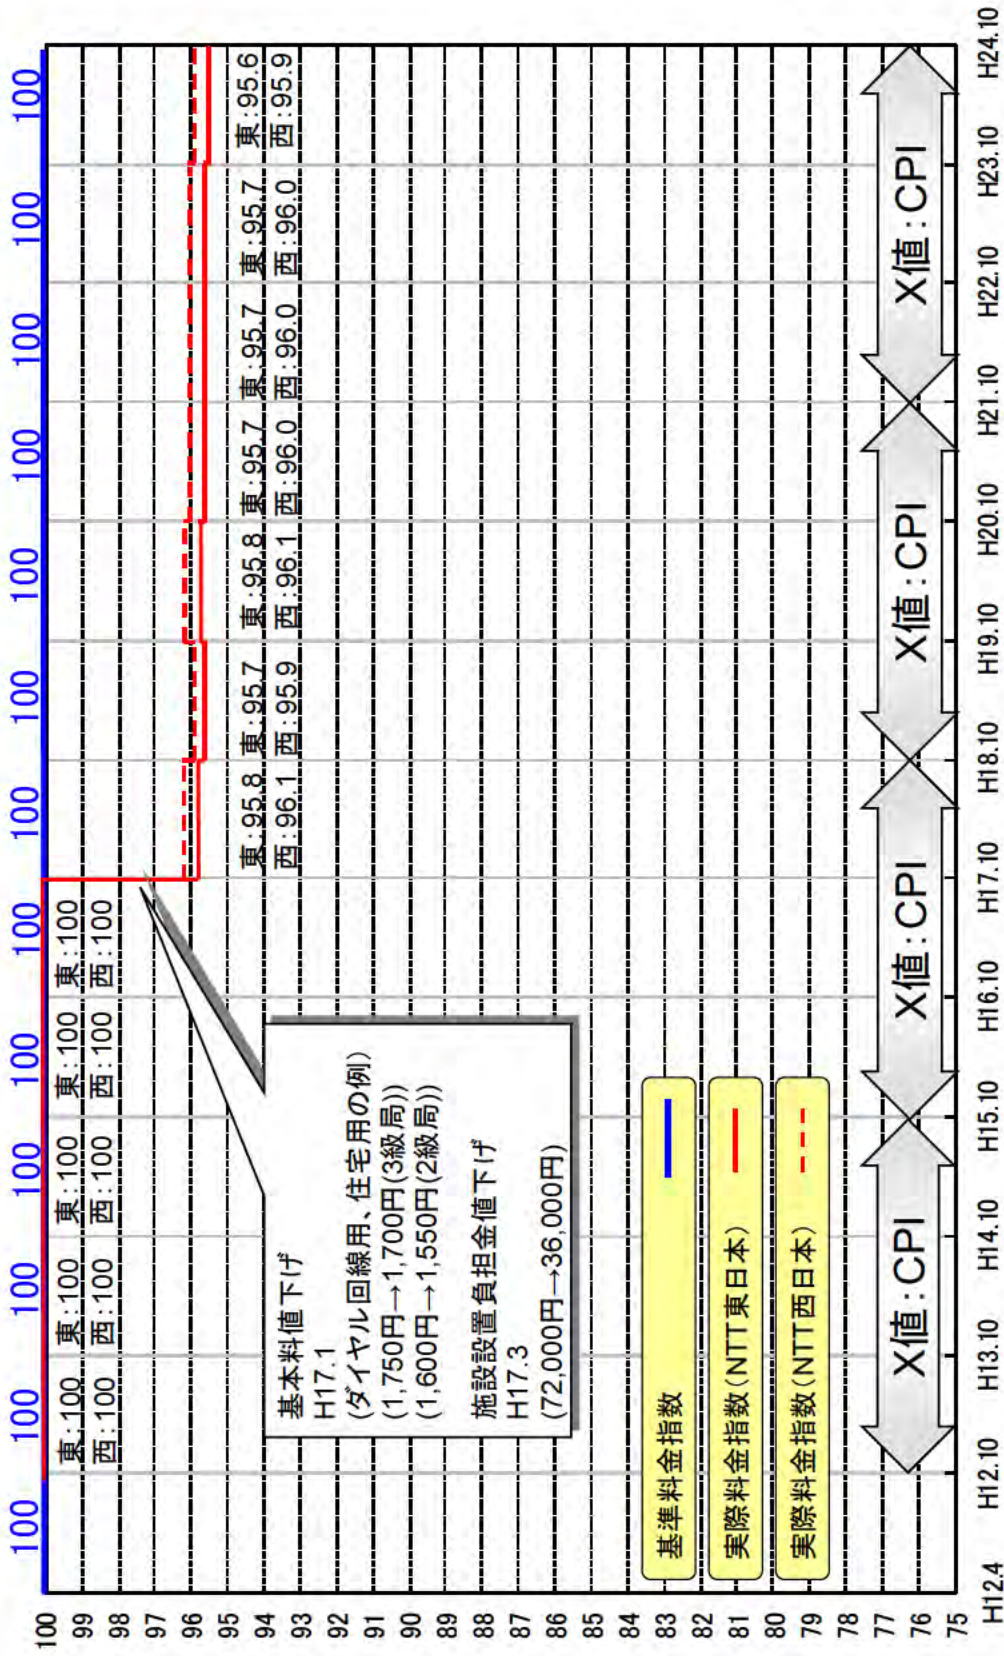 100 100 100 100 100 100 100 100 100 100 100 100 100
100
99
98
97
96
95
94
93
92
91
90
89
88
87
86
85
84
83
82
81
80
79
78
77
76
75
東:100 東:100 東:100 東:100 東:100
西:100 西:100 西:100 西:100 西:100
東:95.8 東:95.7 東:95.8 東:95.7 東:95.7 東:95.7 東:95.6
西:96.1 西:95.9 西:96.1 西:96.0 西:96.0 西:96.0 西:95.9
基本料値下げ
H17.1
(ダイヤル回線用、住宅用の例)
(1,750円→1,700円(3級局))
(1,600円→1,550円(2級局))
施設設置負担金値下げ
H17.3
(72,000円→36,000円)
基準料金指数
実際料金指数(NTT東日本)
実際料金指数(NTT西日本)
X値:CPI X値:CPI X値:CPI X値:CPI
H12.4 H12.10 H13.10 H14.10 H15.10 H16.10 H17.10 H18.10 H19.10 H20.10 H21.10 H22.10 H23.10 H24.10